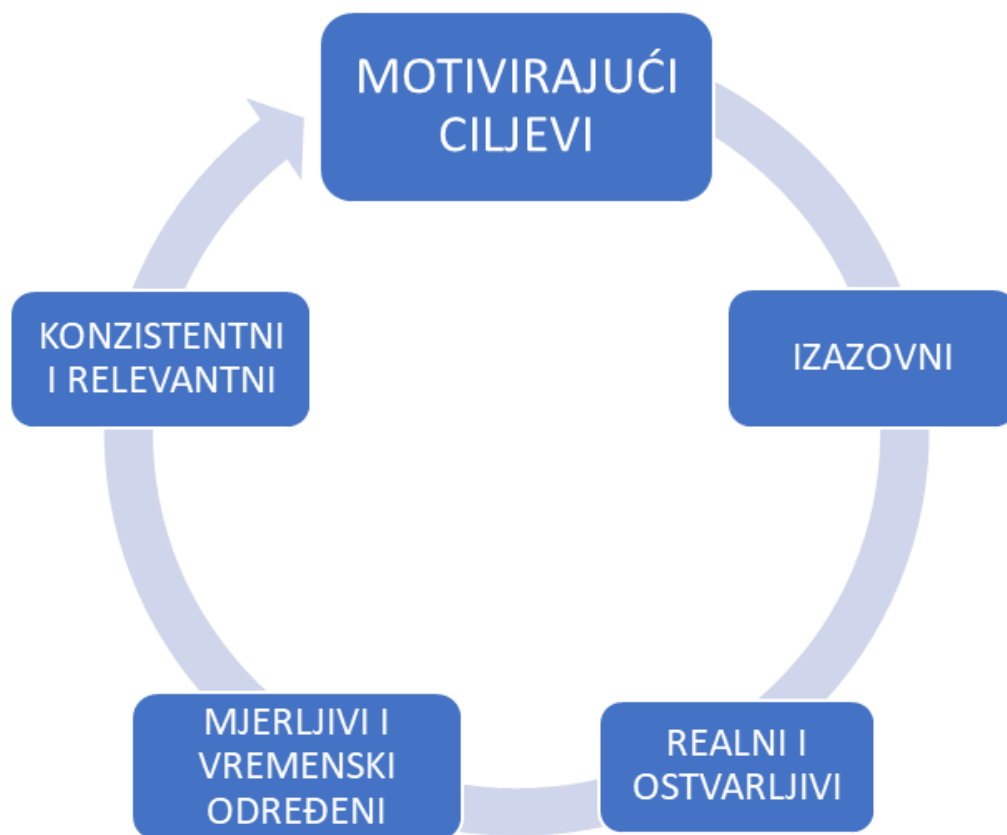 MOTIVIRAJUĆI
CILJEVI
IZAZOVNI
REALNI I
OSTVARLJIVI
MJERLJIVI I
VREMENSKI
ODREĐENI
KONZISTENTNI
I RELEVANTNI